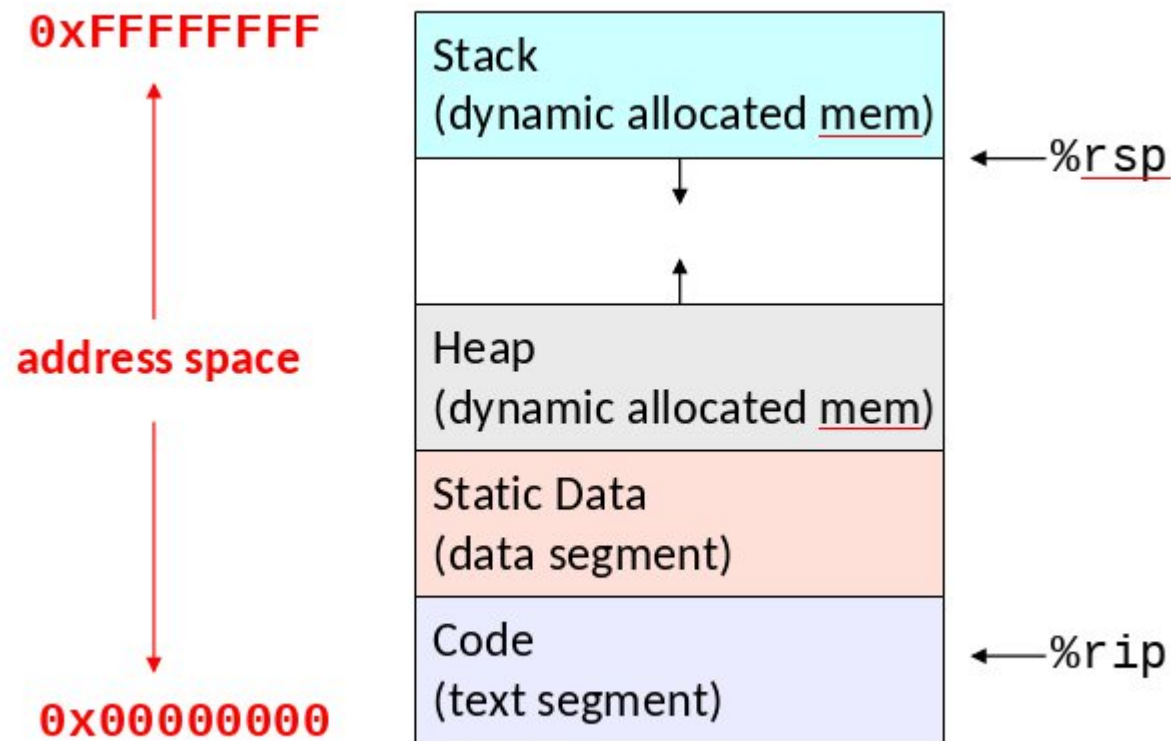 0xFFFFFFFF
Stack
(dynamic allocated mem)
%rsp
address space
Heap
(dynamic allocated mem)
Static Data
(data segment)
Code
(text segment)
%rip
0x00000000